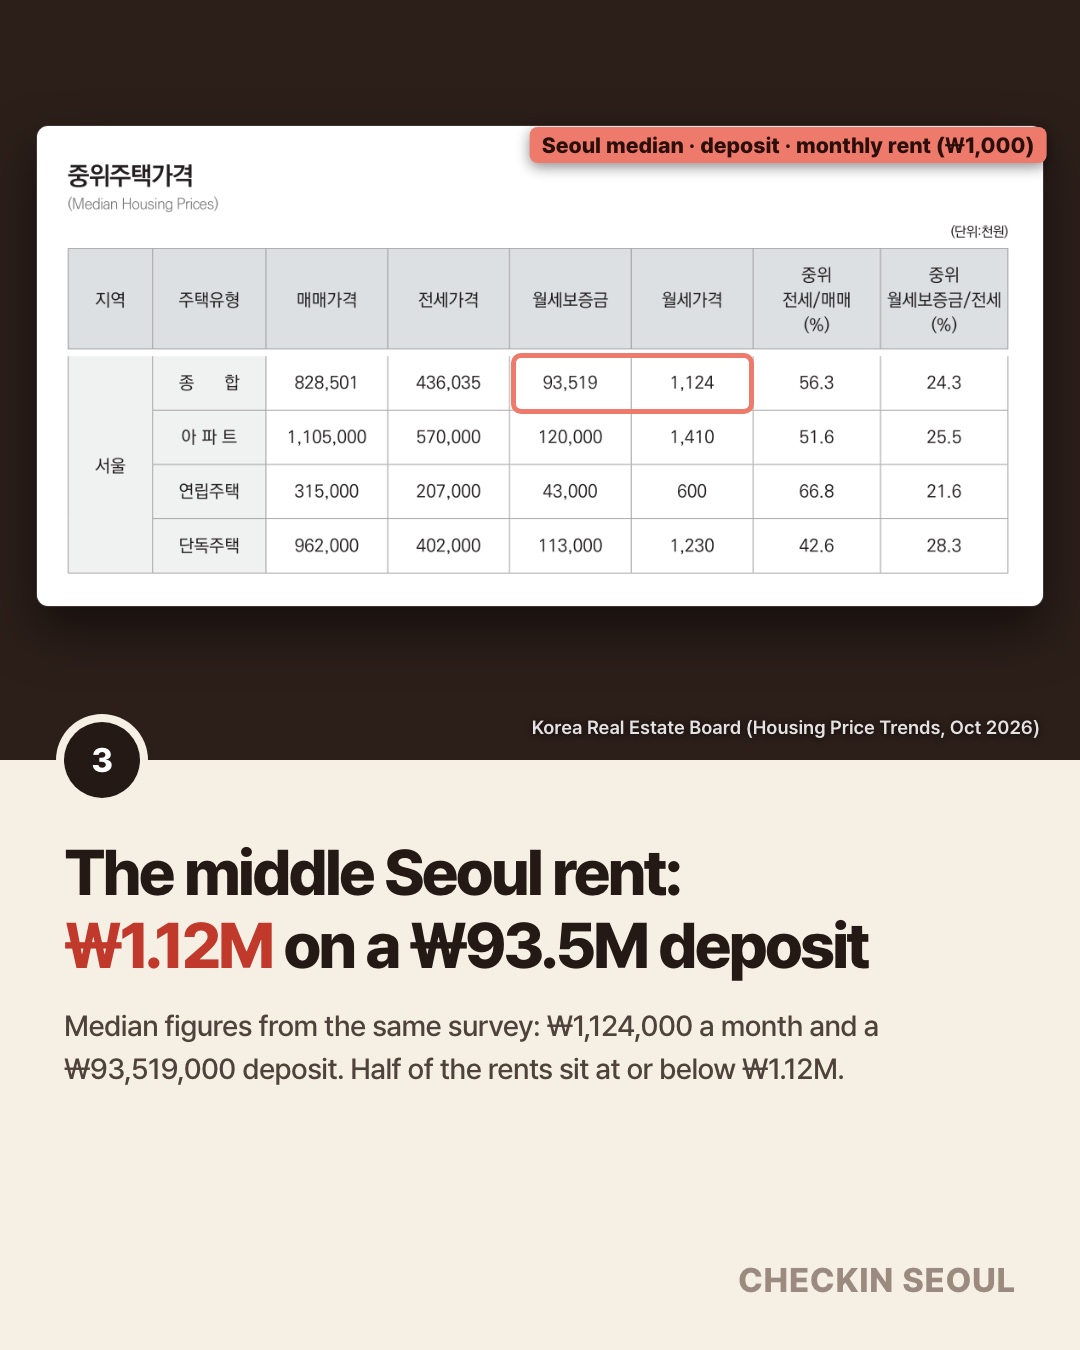 Seoul median · deposit · monthly rent (₩1,000)
중위주택가격
(Median Housing Prices)
(단위:천원)
지역 주택유형 매매가격 전세가격 월세보증금 월세가격 중위 전세/매매 (%) 중위 월세보증금/전세 (%)
서울
종 합 828,501 436,035 93,519 1,124 56.3 24.3
아 파 트 1,105,000 570,000 120,000 1,410 51.6 25.5
연립주택 315,000 207,000 43,000 600 66.8 21.6
단독주택 962,000 402,000 113,000 1,230 42.6 28.3
Korea Real Estate Board (Housing Price Trends, Oct 2026)
3
The middle Seoul rent:
₩1.12M on a ₩93.5M deposit
Median figures from the same survey: ₩1,124,000 a month and a
₩93,519,000 deposit. Half of the rents sit at or below ₩1.12M.
CHECKIN SEOUL